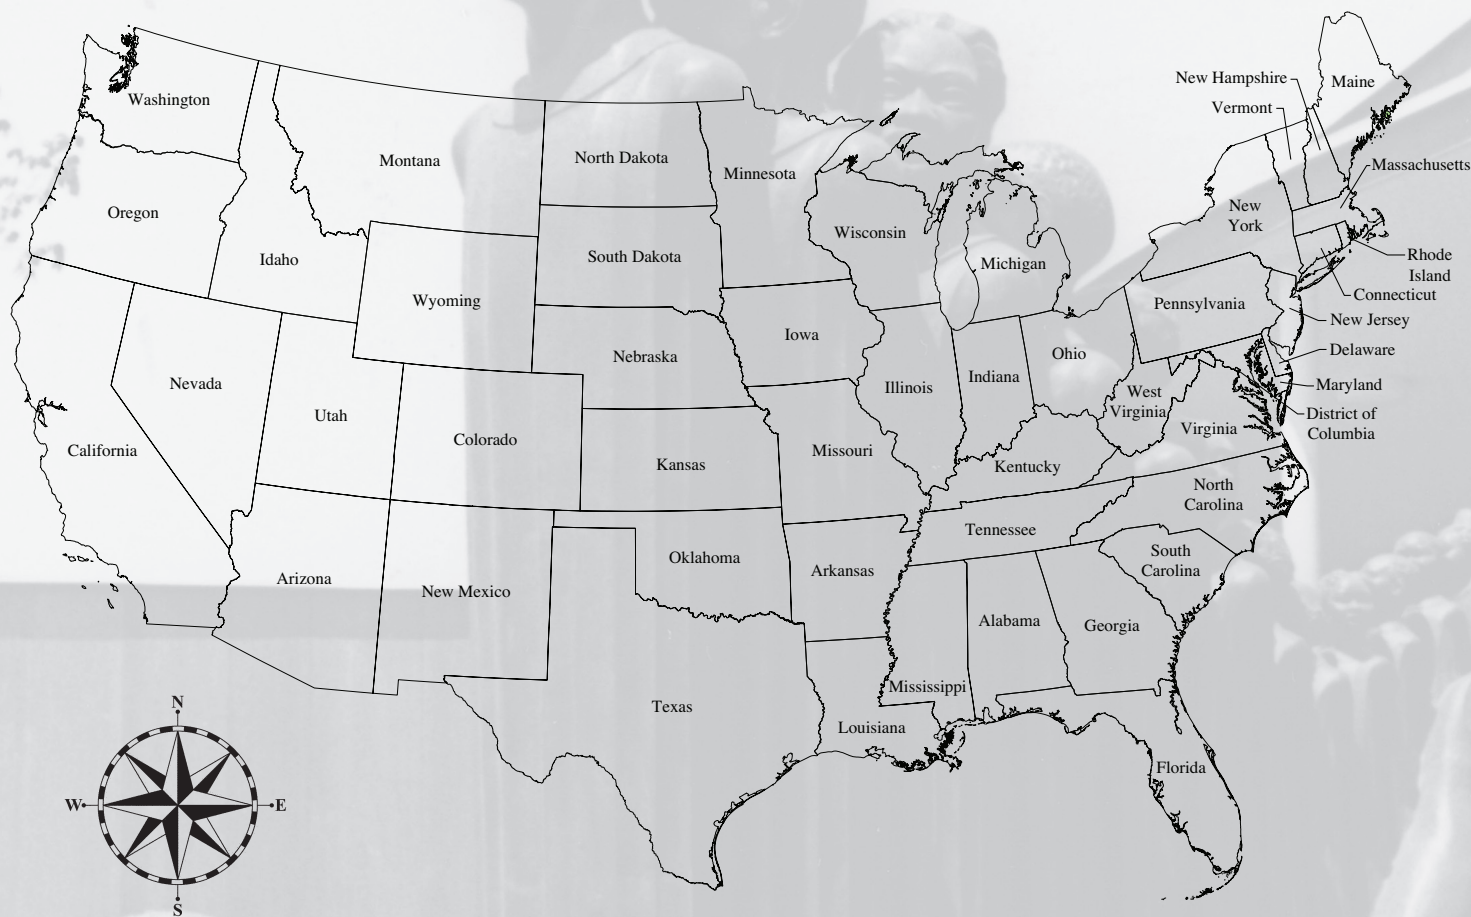 Maine
New Hampshire
Washington
Vermont
Montana
North Dakota
Minnesota
Massachusetts
Oregon
New
York
Wisconsin
Idaho
South Dakota
Michigan
Rhode
Island
Wyoming
Connecticut
Pennsylvania
New Jersey
Iowa
Nebraska
Ohio
Delaware
Nevada
Utah
Illinois
Indiana
Maryland
West
Virginia
District of
Columbia
Colorado
California
Missouri
Virginia
Kansas
Kentucky
North
Carolina
Tennessee
Oklahoma
South
Carolina
Arizona
New Mexico
Arkansas
Alabama
Georgia
Mississippi
Texas
Louisiana
Florida
N
W
E
S